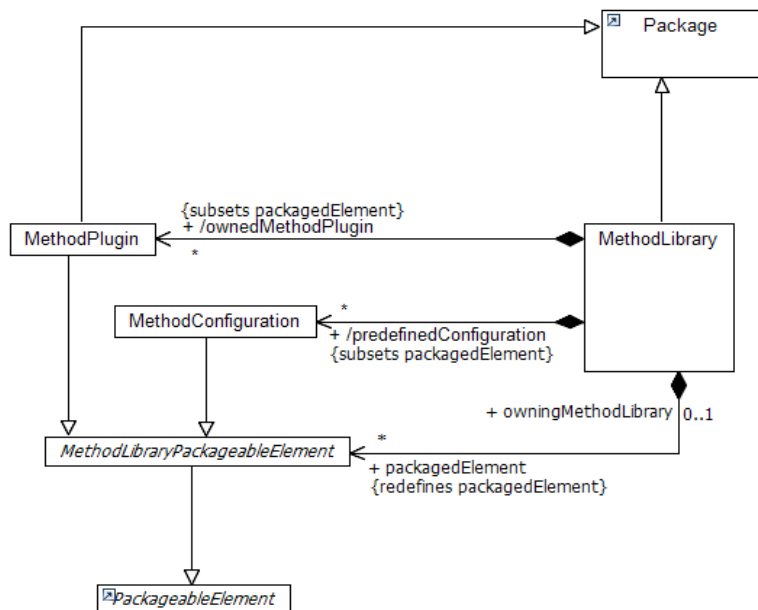 Package
{subsets packagedElement}
+ /ownedMethodPlugin
MethodPlugin
*
MethodLibrary
MethodConfiguration
*
+ /predefinedConfiguration
{subsets packagedElement}
+ owningMethodLibrary
0..1
MethodLibraryPackageableElement
*
+ packagedElement
{redefines packagedElement}
PackageableElement